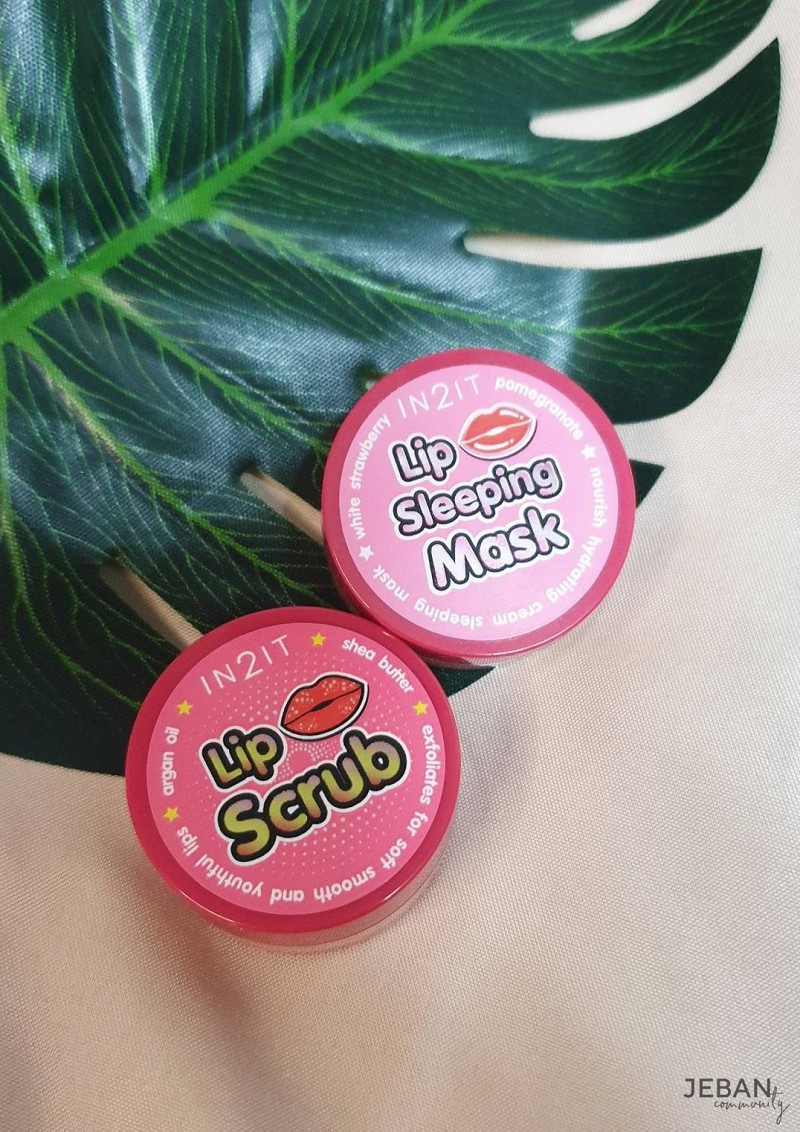 IN2IT
Lip
Sleeping
Mask
white strawberry
pomegranate
nourish hydrating cream sleeping mask
IN2IT
Lip
Scrub
argan oil
shea butter
exfoliates for soft smooth and youthful lips
JEBAN
community